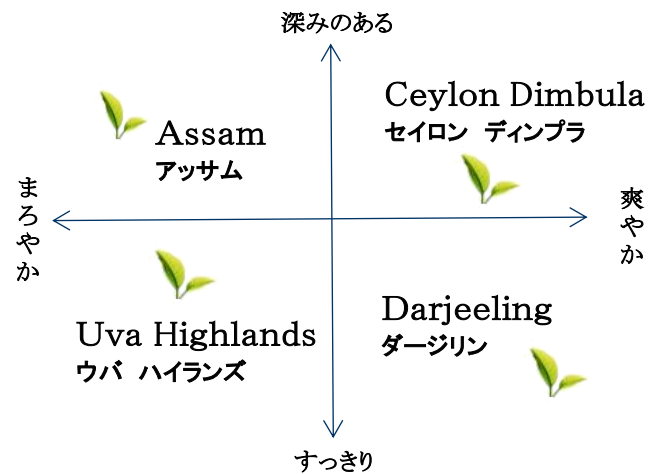 深みのある
Ceylon Dimbula
セイロン ディンプラ
Assam
アッサム
まろやか
爽やか
Darjeeling
ダージリン
Uva Highlands
ウバ ハイランズ
すっきり